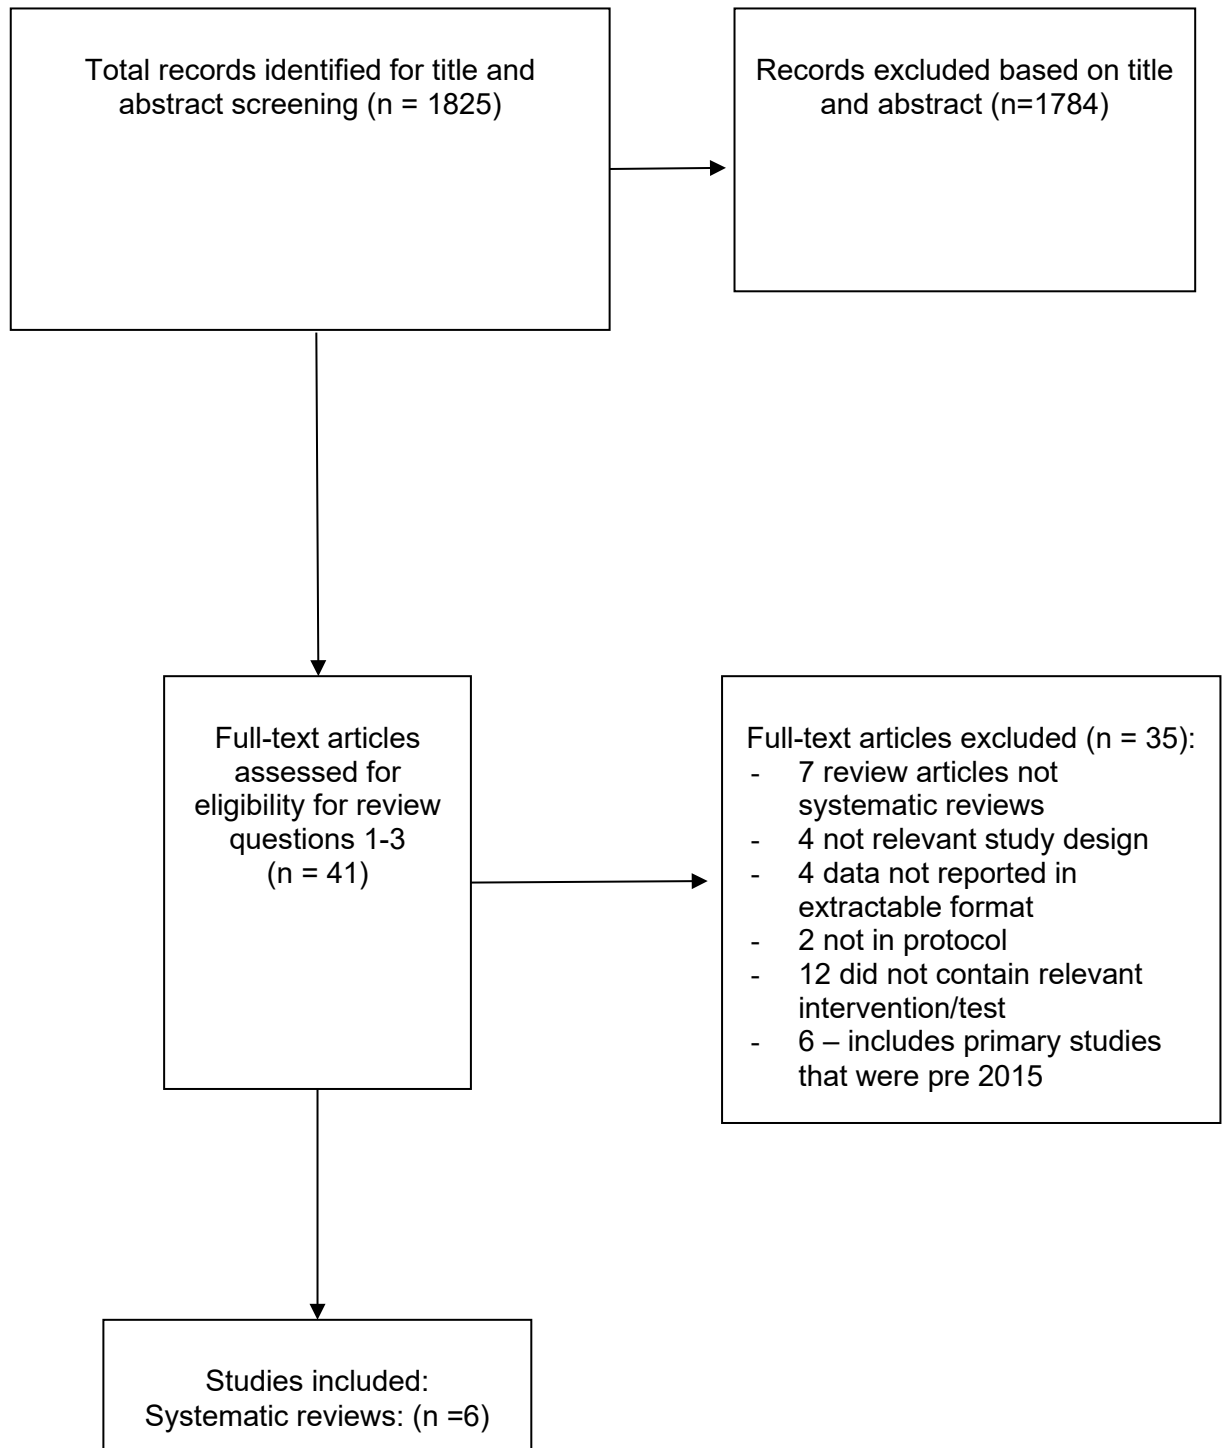 Total records identified for title and
abstract screening (n = 1825)
Records excluded based on title
and abstract (n=1784)
Full-text articles
assessed for
eligibility for review
questions 1-3
(n = 41)
Full-text articles excluded (n = 35):
- 7 review articles not
systematic reviews
- 4 not relevant study design
- 4 data not reported in
extractable format
- 2 not in protocol
- 12 did not contain relevant
intervention/test
- 6 – includes primary studies
that were pre 2015
Studies included:
Systematic reviews: (n =6)